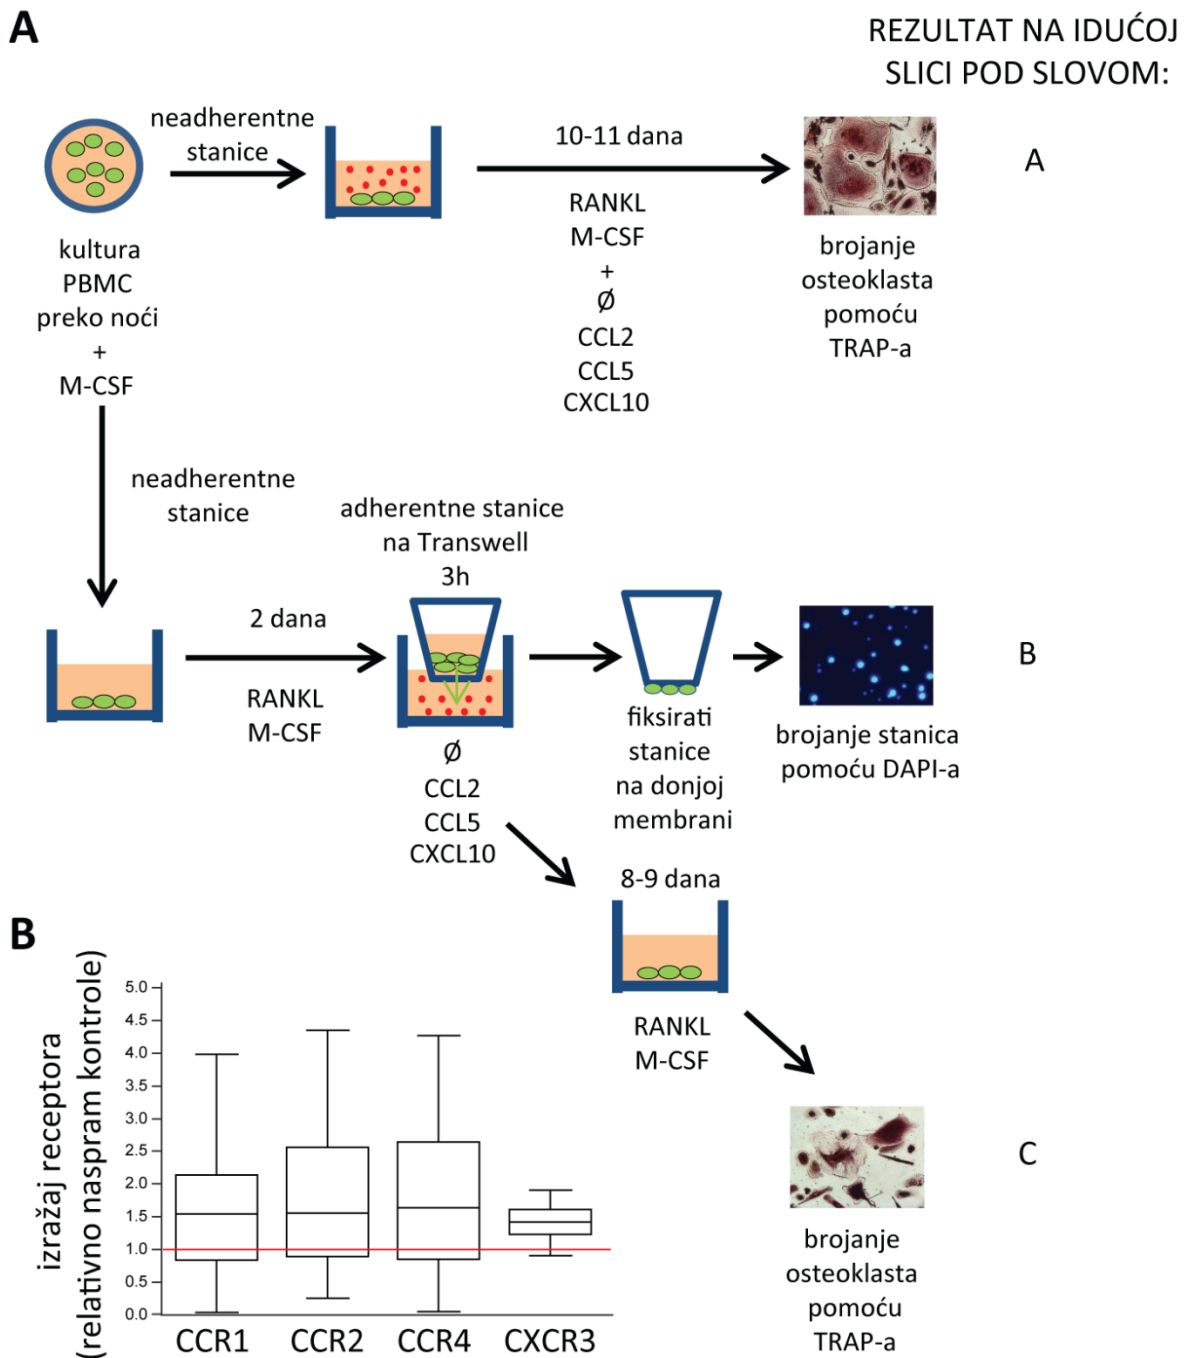 A
REZULTAT NA IDUĆOJ
SLICI POD SLOVOM:
neadherentne
stanice
10-11 dana
A
RANKL
M-CSF
+
Ø
CCL2
CCL5
CXCL10
kultura
PBMC
preko noći
+
M-CSF
brojanje
osteoklasta
pomoću
TRAP-a
neadherentne
stanice
adherentne stanice
na Transwell
3h
2 dana
RANKL
M-CSF
B
Ø
CCL2
CCL5
CXCL10
fiksirati
stanice
na donjoj
membrani
brojanje stanica
pomoću DAPI-a
8-9 dana
RANKL
M-CSF
C
brojanje
osteoklasta
pomoću
TRAP-a
B
izražaj receptora
(relativno naspram kontrole)
5.0
4.5
4.0
3.5
3.0
2.5
2.0
1.5
1.0
0.5
0.0
CCR1 CCR2 CCR4 CXCR3